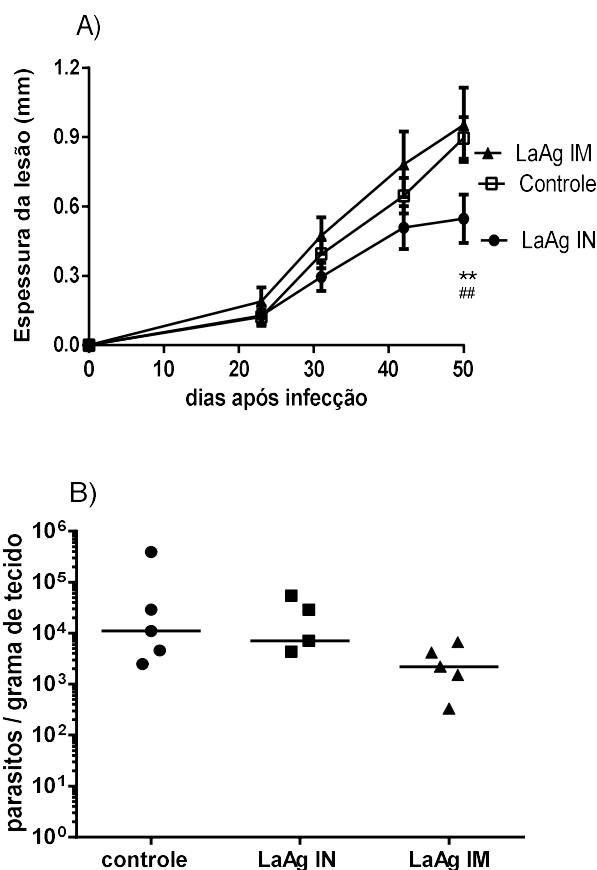 A)
Espessura da lesão (mm)
1.2
0.9
0.6
0.3
0.0
0
10
20
30
40
50
dias após infecção
LaAg IM
Controle
LaAg IN
**
##
B)
parasitos / grama de tecido
10⁶
10⁵
10⁴
10³
10²
10¹
10⁰
controle
LaAg IN
LaAg IM